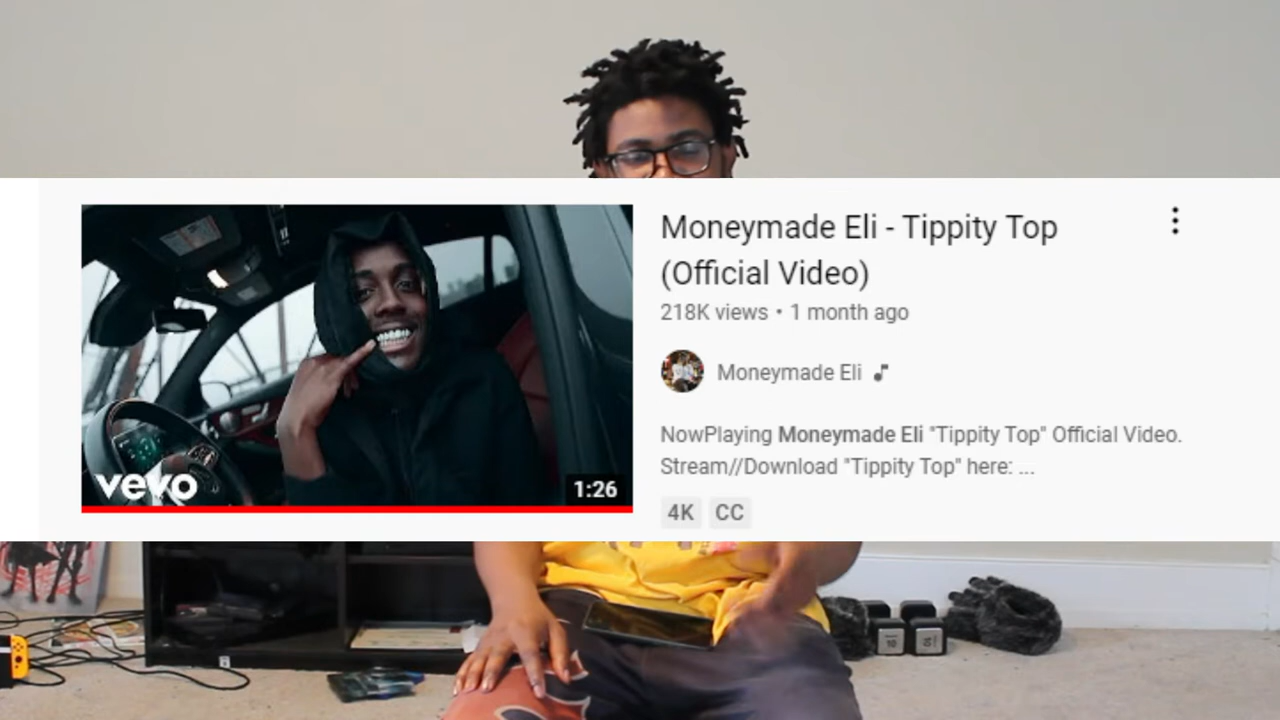 Moneymade Eli - Tippity Top
(Official Video)
218K views • 1 month ago
Moneymade Eli
NowPlaying Moneymade Eli "Tippity Top" Official Video.
Stream//Download "Tippity Top" here: ...
4K CC
vevo
1:26